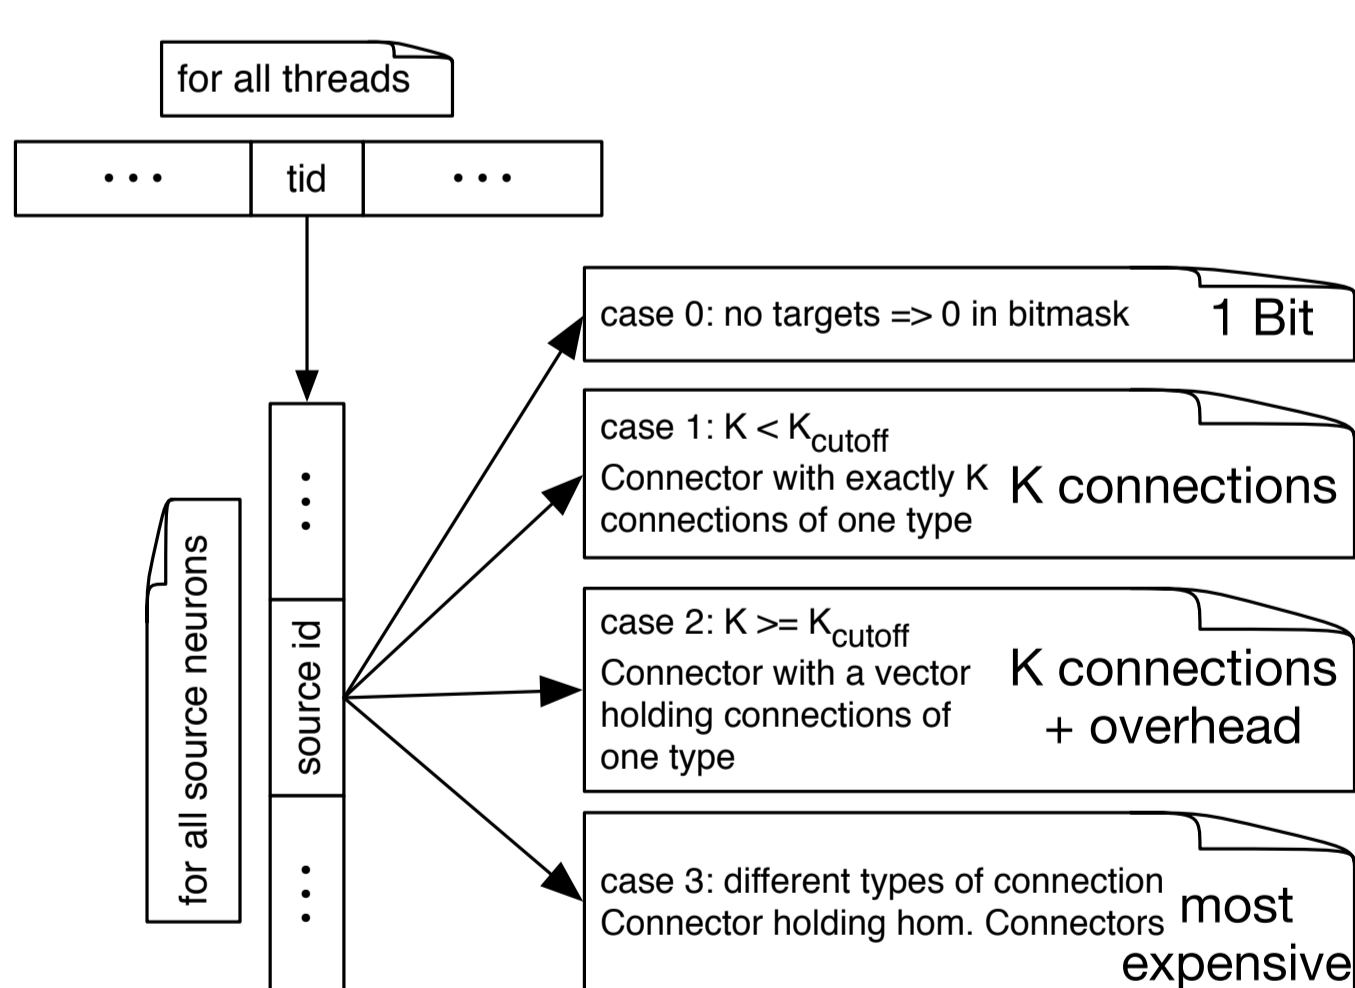 for all threads
••• tid •••
case 0: no targets => 0 in bitmask 1 Bit
case 1: K < Kcutoff
Connector with exactly K
connections of one type
K connections
•••
for all source neurons
source id
•••
case 2: K >= Kcutoff
Connector with a vector
holding connections of
one type
K connections
+ overhead
case 3: different types of connection
Connector holding hom. Connectors
most
expensive